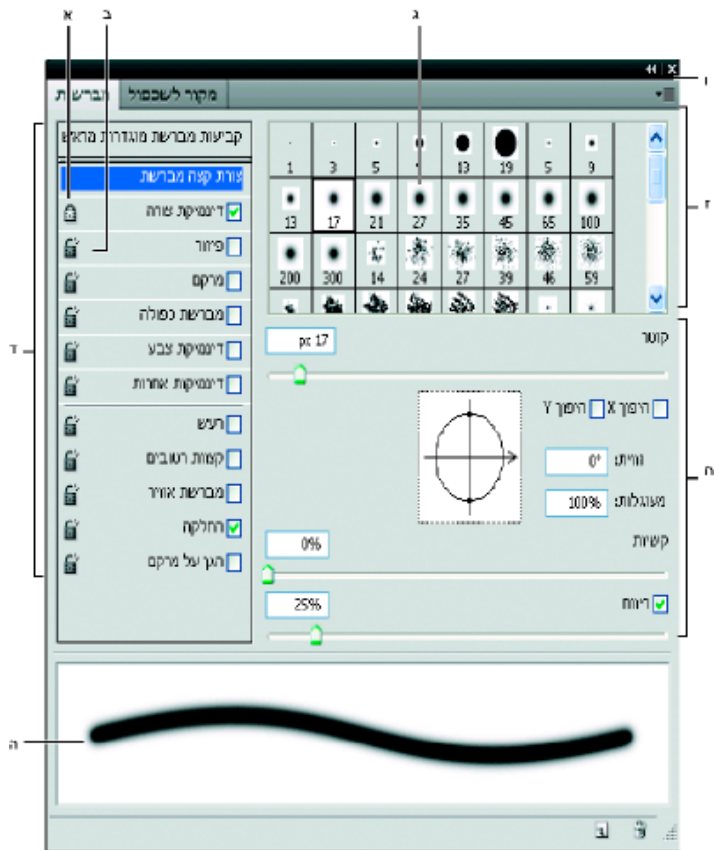 א ב ג
ו
מברשות מקור לשכפול
ז
קביעות מברשת מוגדרות מראש
צורת קצה מברשת
דינמיקת צורה
פיזור
מרקם
מברשת כפולה
דינמיקת צבע
דינמיקות אחרות
רעש
קצוות רטובים
מברשת אוויר
החלקה
הגן על מרקם
ד
1 3 5 9 13 19 5 9
13 17 21 27 35 45 65 100
200 300 14 24 27 39 46 59
קוטר
17 px
היפוך X היפוך Y
זווית: 0°
מעוגלות: 100%
ח
קשיות
0%
ריווח
25%
ה